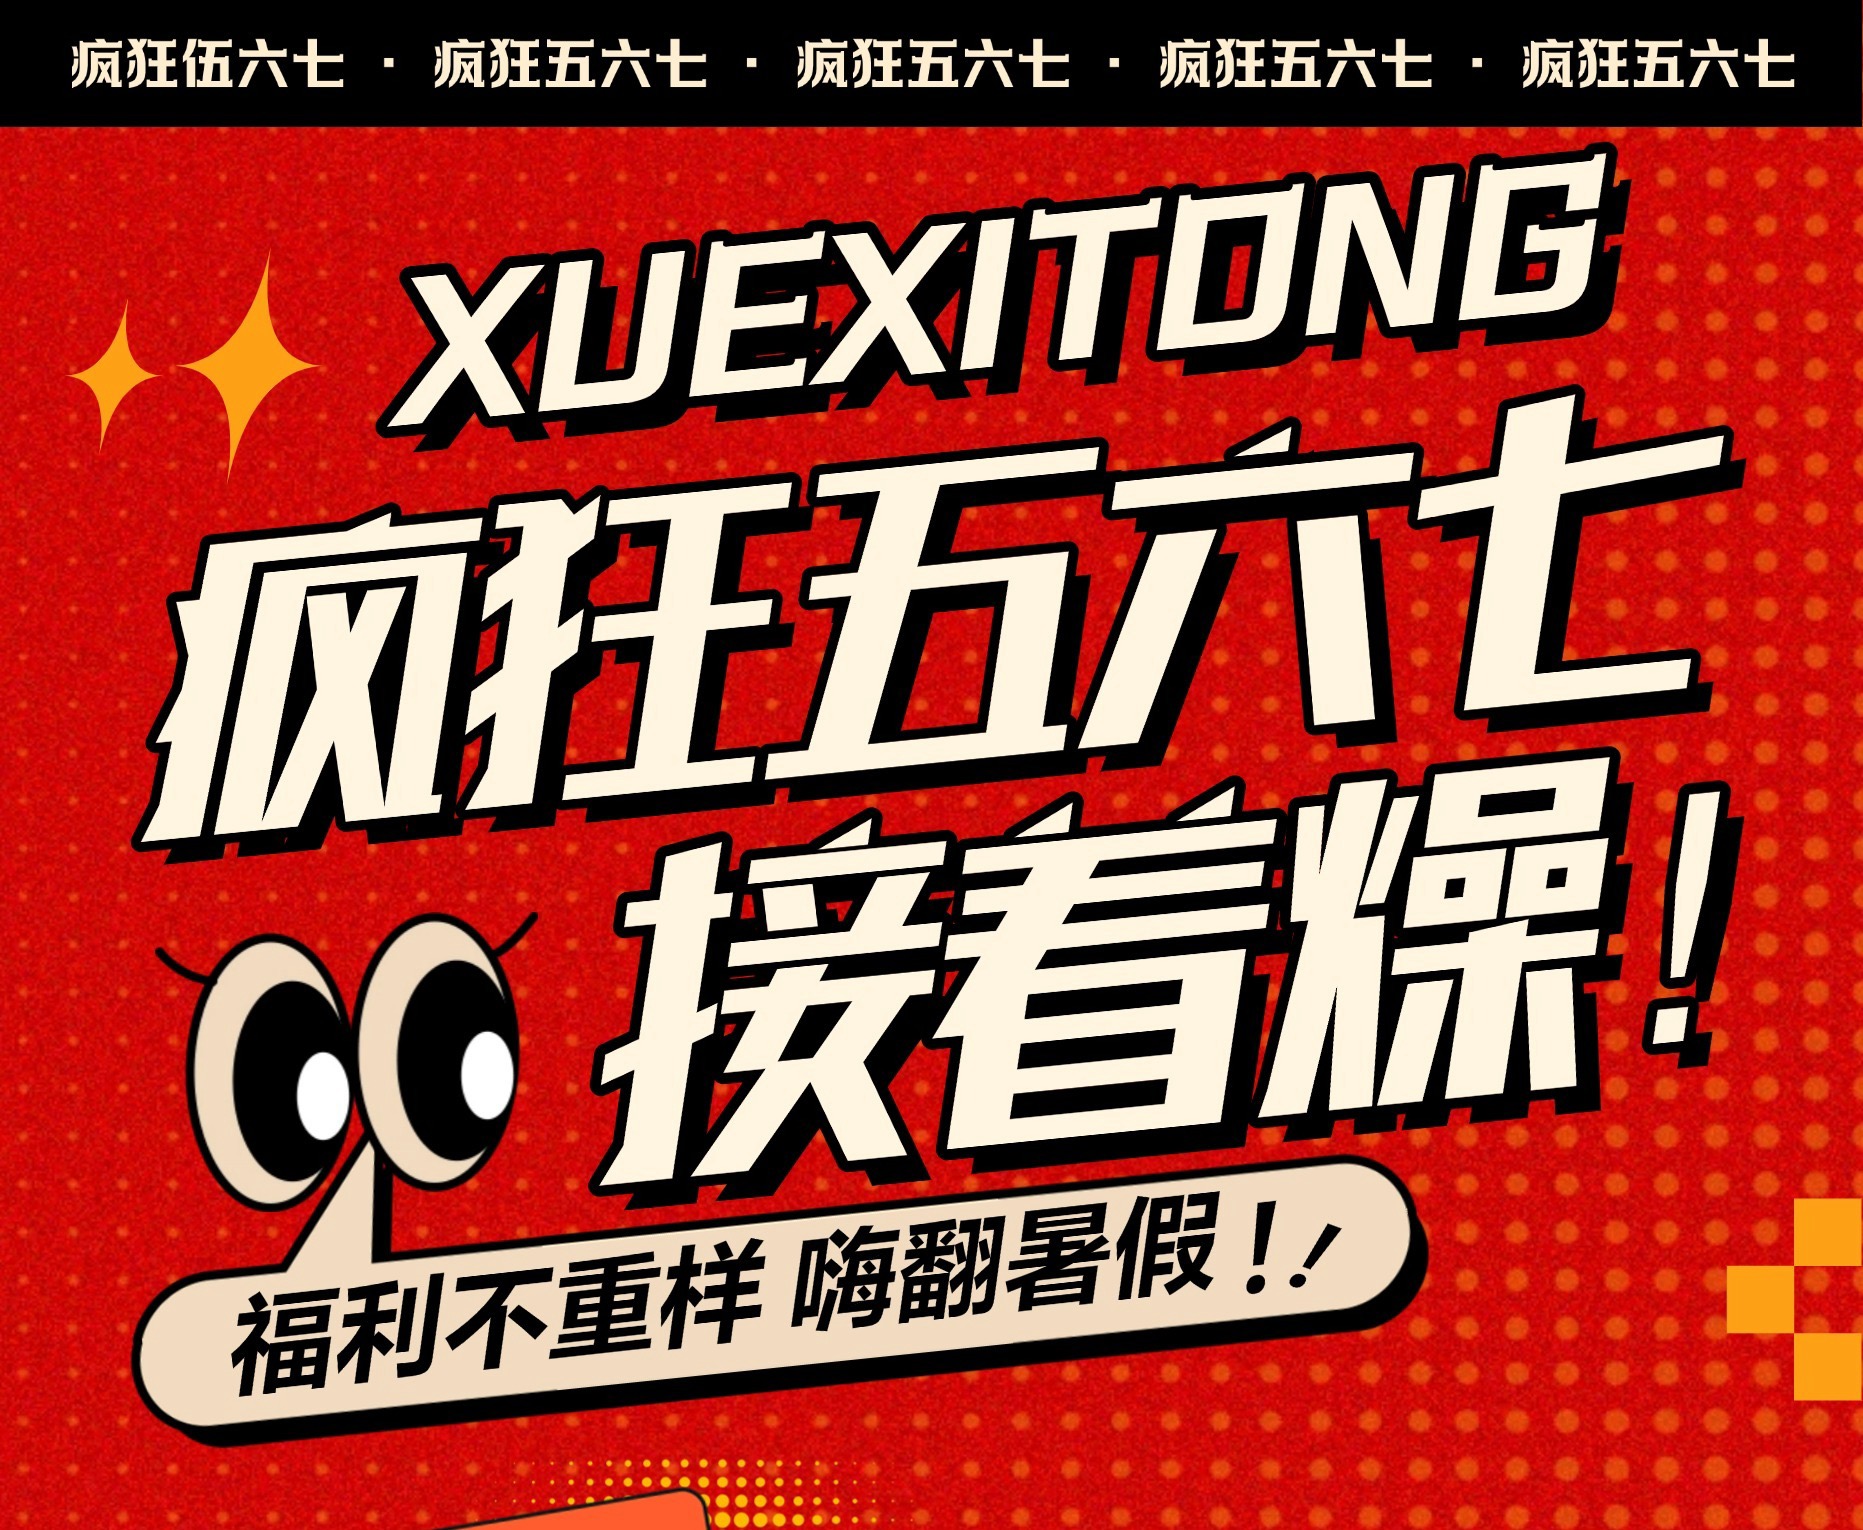 疯狂伍六七 · 疯狂五六七 · 疯狂五六七 · 疯狂五六七 · 疯狂五六七
XUEXITONG
疯狂五六七
接着燥!
福利不重样 嗨翻暑假!!